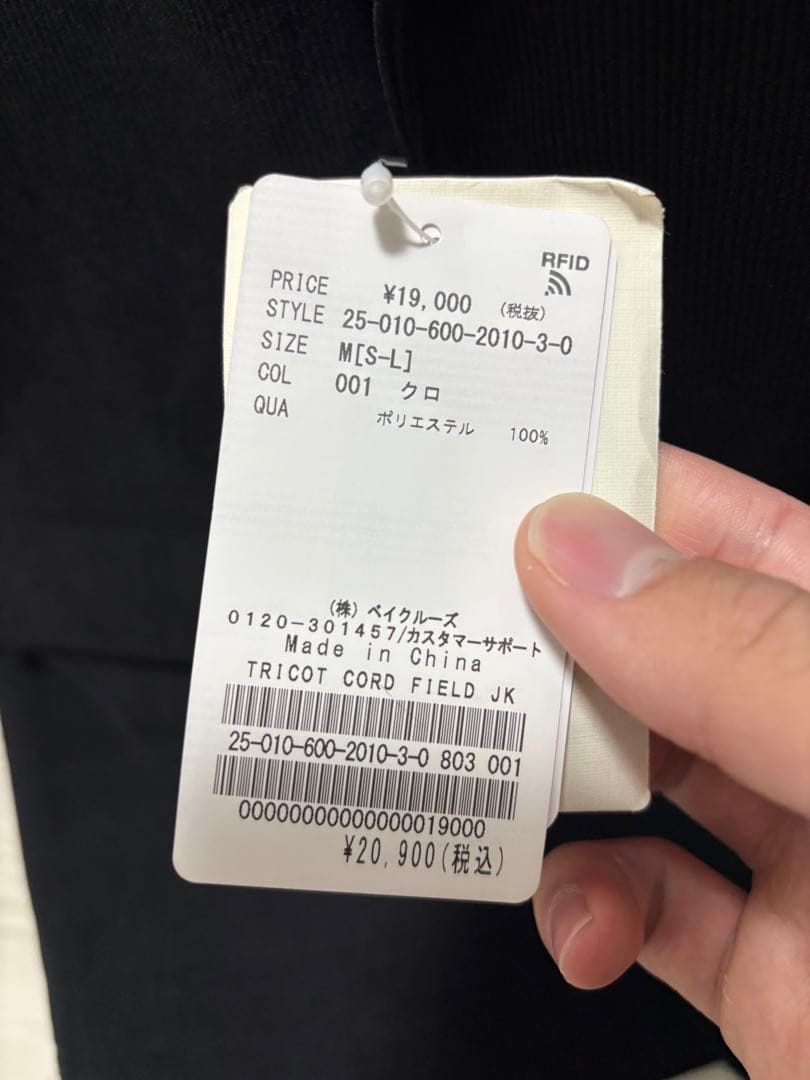 RFID
PRICE ¥19,000 (税抜)
STYLE 25-010-600-2010-3-0
SIZE M[S-L]
COL 001 クロ
QUA ポリエステル 100%
(株) ベイクルーズ
0120-301457/カスタマーサポート
Made in China
TRICOT CORD FIELD JK
25-010-600-2010-3-0 803 001
00000000000000019000
¥20,900(税込)